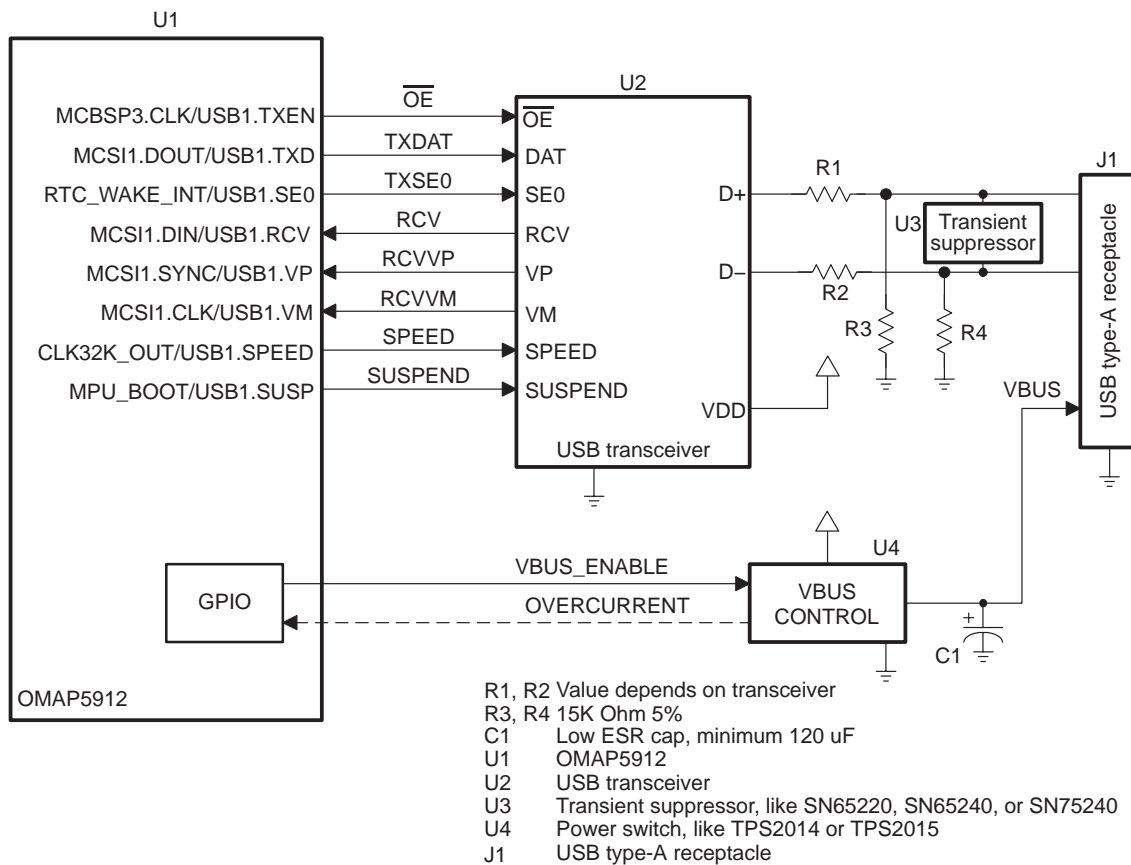 U1
MCBSP3.CLK/USB1.TXEN
MCSI1.DOUT/USB1.TXD
RTC_WAKE_INT/USB1.SE0
MCSI1.DIN/USB1.RCV
MCSI1.SYNC/USB1.VP
MCSI1.CLK/USB1.VM
CLK32K_OUT/USB1.SPEED
MPU_BOOT/USB1.SUSP
GPIO
OMAP5912
OE
TXDAT
TXSE0
RCV
RCVVP
RCVVM
SPEED
SUSPEND
U2
OE
DAT
SE0
RCV
VP
VM
SPEED
SUSPEND
D+
D−
VDD
USB transceiver
R1
R2
R3
R4
U3
Transient
suppressor
J1
USB type-A receptacle
VBUS
VBUS_ENABLE
OVERCURRENT
U4
VBUS
CONTROL
+
C1
R1, R2 Value depends on transceiver
R3, R4 15K Ohm 5%
C1 Low ESR cap, minimum 120 uF
U1 OMAP5912
U2 USB transceiver
U3 Transient suppressor, like SN65220, SN65240, or SN75240
U4 Power switch, like TPS2014 or TPS2015
J1 USB type-A receptacle